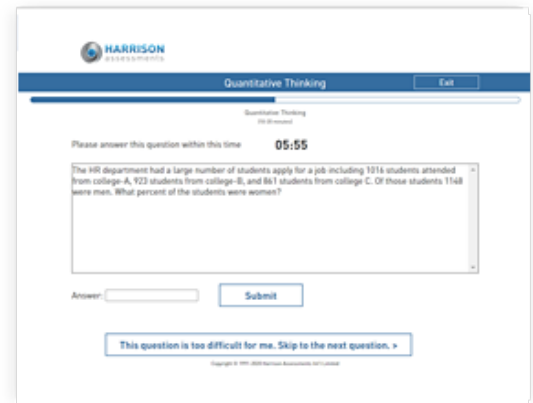 HARRISON
assessments
Quantitative Thinking
Exit
Quantitative Thinking
Please answer this question within this time
05:55
The HR department had a large number of students apply for a job including 1016 students attended
from college-A, 923 students from college-B, and 861 students from college C. Of those students 1148
were men. What percent of the students were women?
Answer:
Submit
This question is too difficult for me. Skip to the next question. >